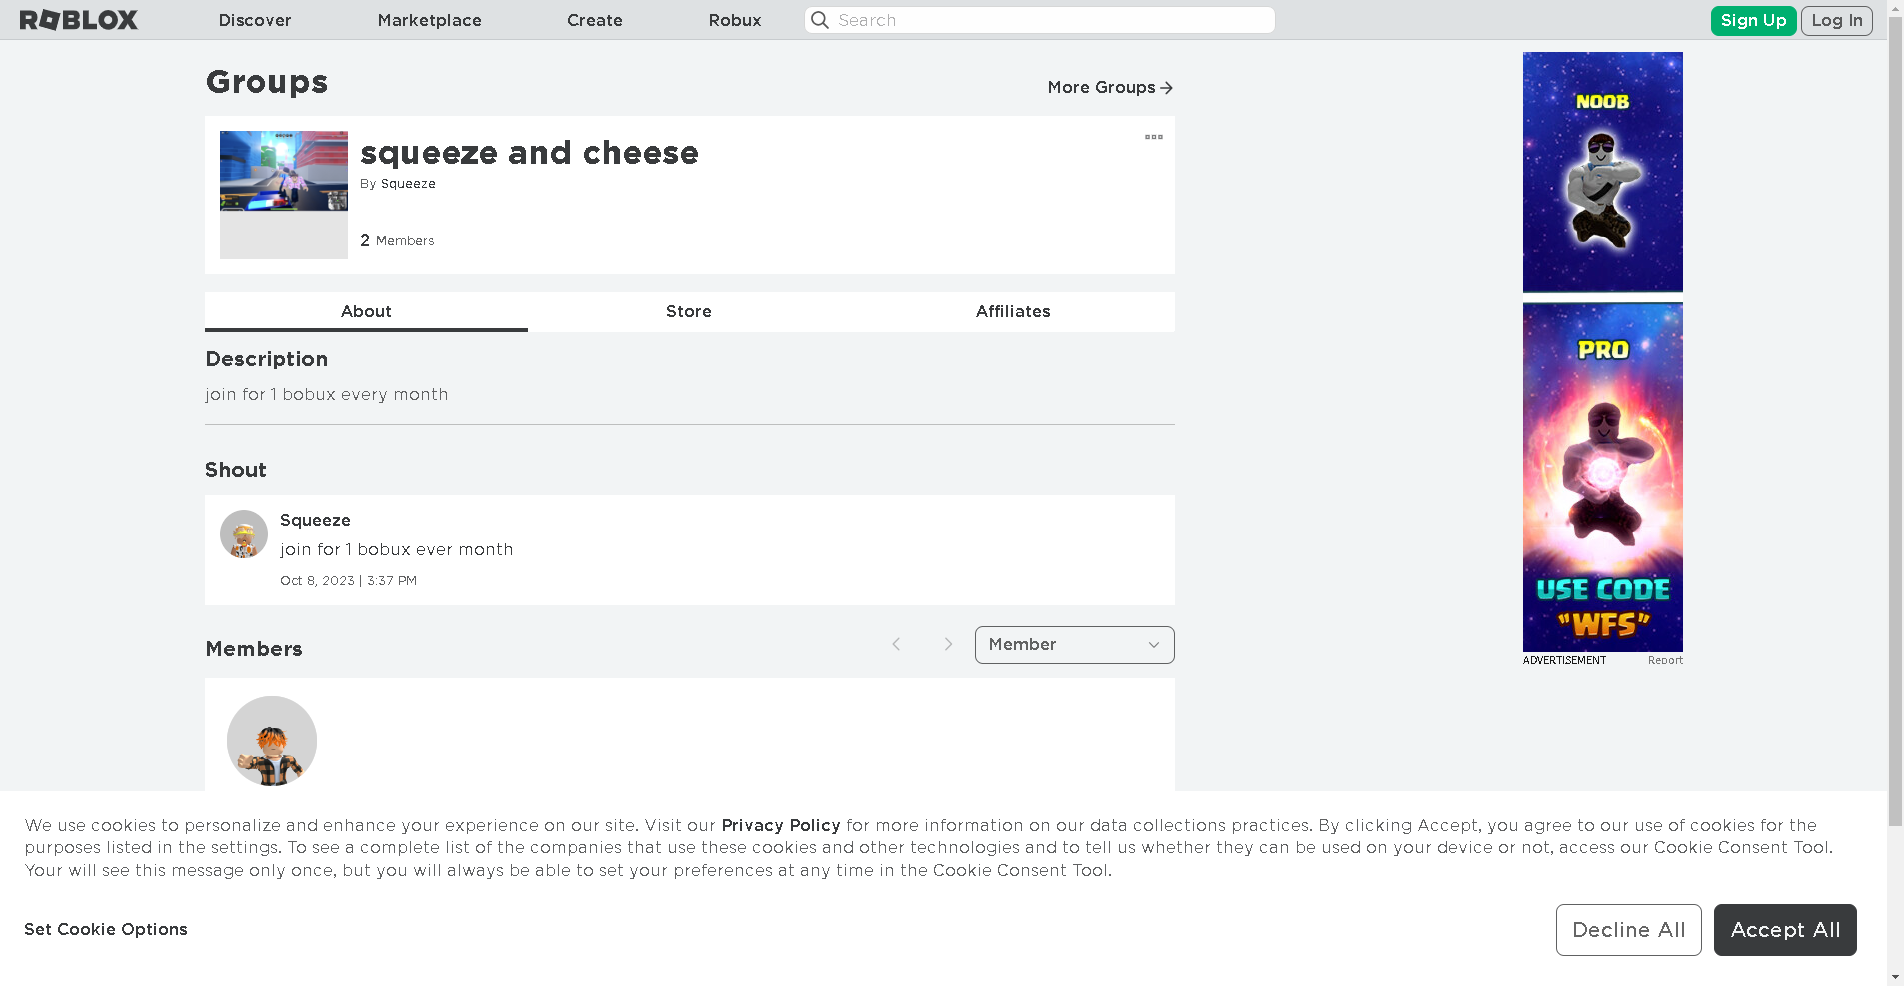 ROBLOX Discover Marketplace Create Robux Search Sign Up Log In
Groups
More Groups
squeeze and cheese
By Squeeze
2 Members
About Store Affiliates
Description
join for 1 bobux every month
Shout
Squeeze
join for 1 bobux ever month
Oct 8, 2023 | 3:37 PM
Members
Member
NOOB
PRO
USE CODE
"WFS"
ADVERTISEMENT Report
We use cookies to personalize and enhance your experience on our site. Visit our Privacy Policy for more information on our data collections practices. By clicking Accept, you agree to our use of cookies for the
purposes listed in the settings. To see a complete list of the companies that use these cookies and other technologies and to tell us whether they can be used on your device or not, access our Cookie Consent Tool.
Your will see this message only once, but you will always be able to set your preferences at any time in the Cookie Consent Tool.
Set Cookie Options
Decline All
Accept All